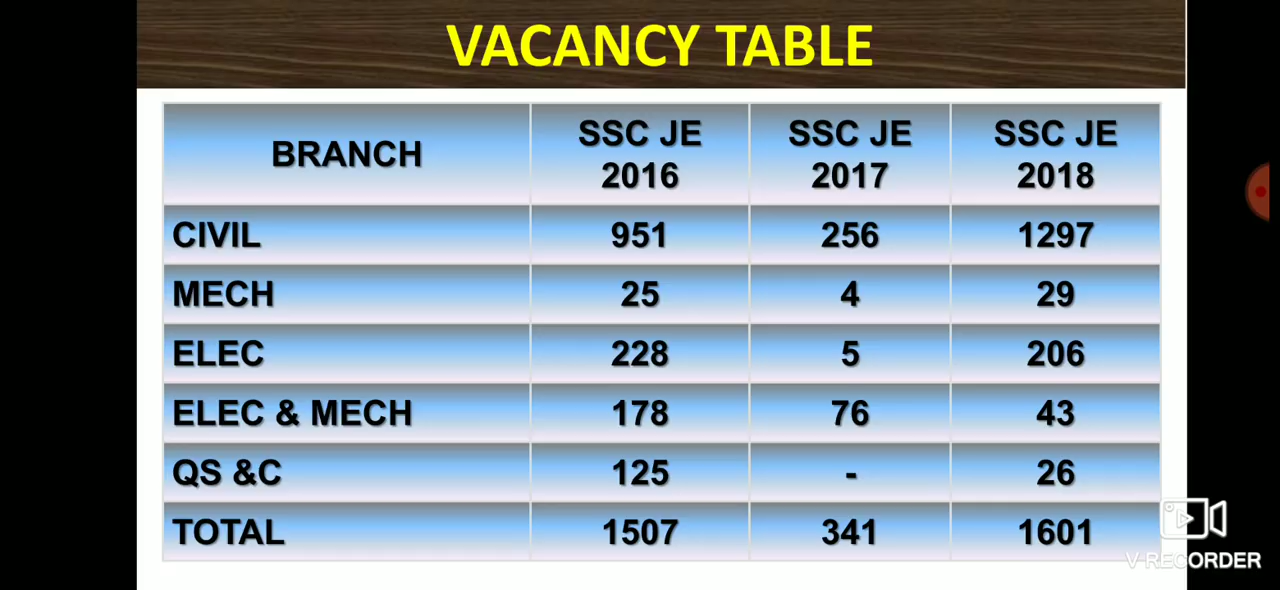 VACANCY TABLE
BRANCH SSC JE 2016 SSC JE 2017 SSC JE 2018
CIVIL 951 256 1297
MECH 25 4 29
ELEC 228 5 206
ELEC & MECH 178 76 43
QS &C 125 - 26
TOTAL 1507 341 1601
V RECORDER